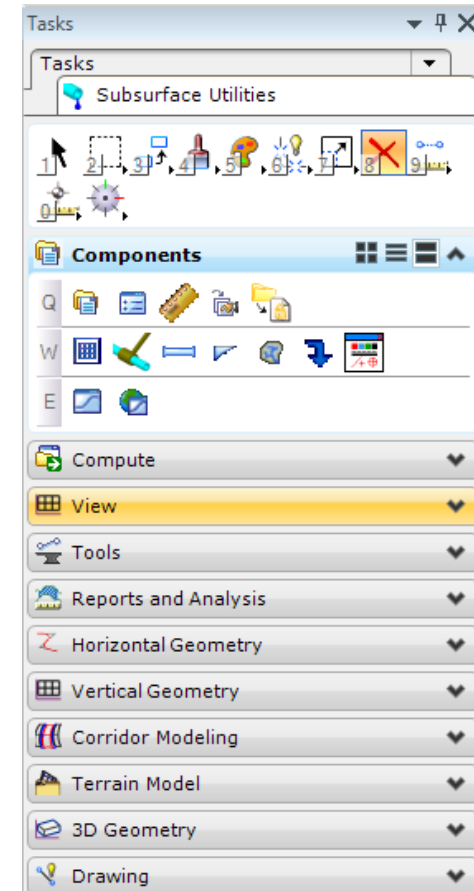 Tasks
Tasks
Subsurface Utilities
1 2 3 4 5 6 7 8 9
0
Components
Q
W
E
Compute
View
Tools
Reports and Analysis
Horizontal Geometry
Vertical Geometry
Corridor Modeling
Terrain Model
3D Geometry
Drawing